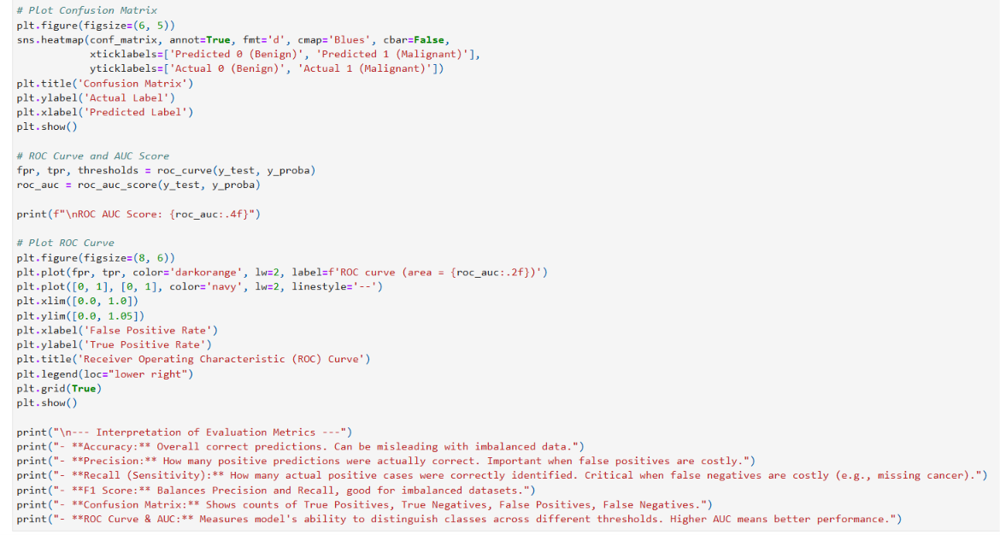 # Plot Confusion Matrix
plt.figure(figsize=(6, 5))
sns.heatmap(conf_matrix, annot=True, fmt='d', cmap='Blues', cbar=False,
            xticklabels=['Predicted 0 (Benign)', 'Predicted 1 (Malignant)'],
            yticklabels=['Actual 0 (Benign)', 'Actual 1 (Malignant)'])
plt.title('Confusion Matrix')
plt.ylabel('Actual Label')
plt.xlabel('Predicted Label')
plt.show()

# ROC Curve and AUC Score
fpr, tpr, thresholds = roc_curve(y_test, y_proba)
roc_auc = roc_auc_score(y_test, y_proba)

print(f"\nROC AUC Score: {roc_auc:.4f}")

# Plot ROC Curve
plt.figure(figsize=(8, 6))
plt.plot(fpr, tpr, color='darkorange', lw=2, label=f'ROC curve (area = {roc_auc:.2f})')
plt.plot([0, 1], [0, 1], color='navy', lw=2, linestyle='--')
plt.xlim([0.0, 1.0])
plt.ylim([0.0, 1.05])
plt.xlabel('False Positive Rate')
plt.ylabel('True Positive Rate')
plt.title('Receiver Operating Characteristic (ROC) Curve')
plt.legend(loc="lower right")
plt.grid(True)
plt.show()

print("\n--- Interpretation of Evaluation Metrics ---")
print("- **Accuracy:** Overall correct predictions. Can be misleading with imbalanced data.")
print("- **Precision:** How many positive predictions were actually correct. Important when false positives are costly.")
print("- **Recall (Sensitivity):** How many actual positive cases were correctly identified. Critical when false negatives are costly (e.g., missing cancer).")
print("- **F1 Score:** Balances Precision and Recall, good for imbalanced datasets.")
print("- **Confusion Matrix:** Shows counts of True Positives, True Negatives, False Positives, False Negatives.")
print("- **ROC Curve & AUC:** Measures model's ability to distinguish classes across different thresholds. Higher AUC means better performance.")